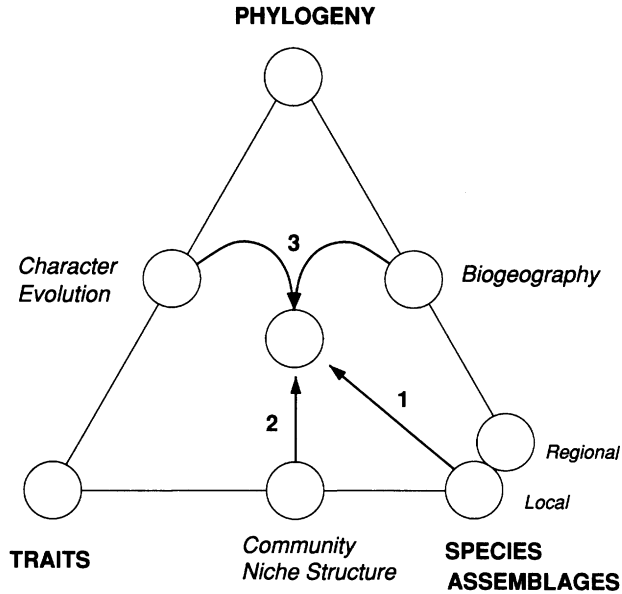 PHYLOGENY
3
Character
Evolution
Biogeography
1
2
Regional
Local
TRAITS
Community
Niche Structure
SPECIES
ASSEMBLAGES